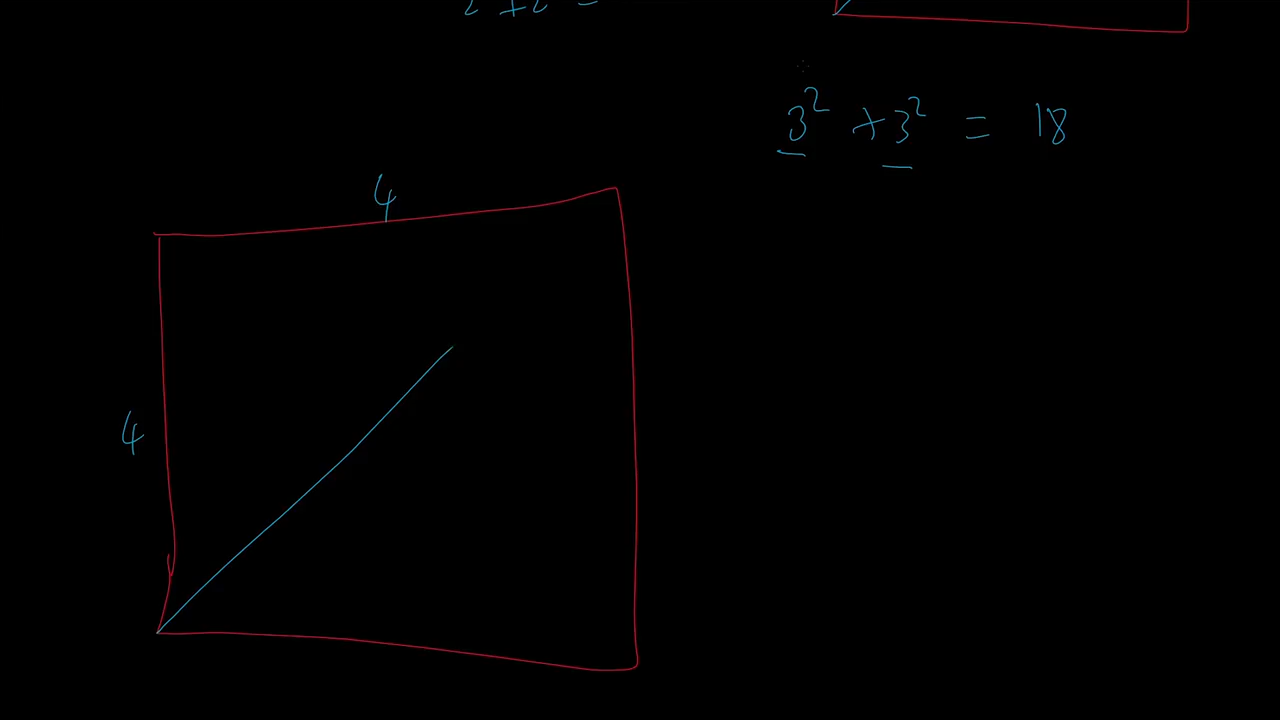 3² + 3² = 18
4
4